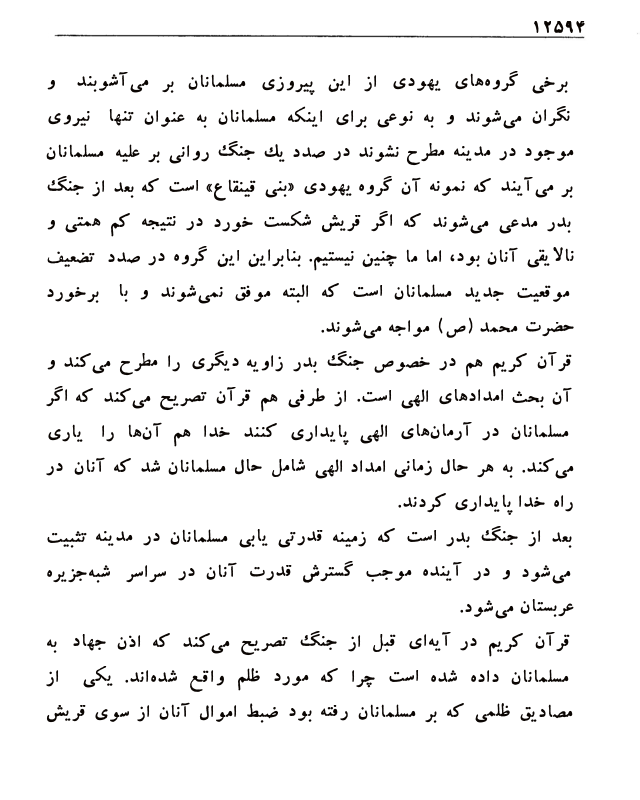 ۱۲۵۹۴
برخی گروه‌های یهودی از این پیروزی مسلمانان بر می‌آشوبند و
نگران می‌شوند و به نوعی برای اینکه مسلمانان به عنوان تنها نیروی
موجود در مدینه مطرح نشوند در صدد یك جنگ روانی بر علیه مسلمانان
بر می‌آیند که نمونه آن گروه یهودی «بنی قینقاع» است که بعد از جنگ
بدر مدعی می‌شوند که اگر قریش شکست خورد در نتیجه کم همتی و
نالایقی آنان بود، اما ما چنین نیستیم. بنابراین این گروه در صدد تضعیف
موقعیت جدید مسلمانان است که البته موفق نمی‌شوند و با برخورد
حضرت محمد (ص) مواجه می‌شوند.
قرآن کریم هم در خصوص جنگ بدر زاویه دیگری را مطرح می‌کند و
آن بحث امدادهای الهی است. از طرفی هم قرآن تصریح می‌کند که اگر
مسلمانان در آرمان‌های الهی پایداری کنند خدا هم آن‌ها را یاری
می‌کند. به هر حال زمانی امداد الهی شامل حال مسلمانان شد که آنان در
راه خدا پایداری کردند.
بعد از جنگ بدر است که زمینه قدرتی یابی مسلمانان در مدینه تثبیت
می‌شود و در آینده موجب گسترش قدرت آنان در سراسر شبه‌جزیره
عربستان می‌شود.
قرآن کریم در آیه‌ای قبل از جنگ تصریح می‌کند که اذن جهاد به
مسلمانان داده شده است چرا که مورد ظلم واقع شده‌اند. یکی از
مصادیق ظلمی که بر مسلمانان رفته بود ضبط اموال آنان از سوی قریش